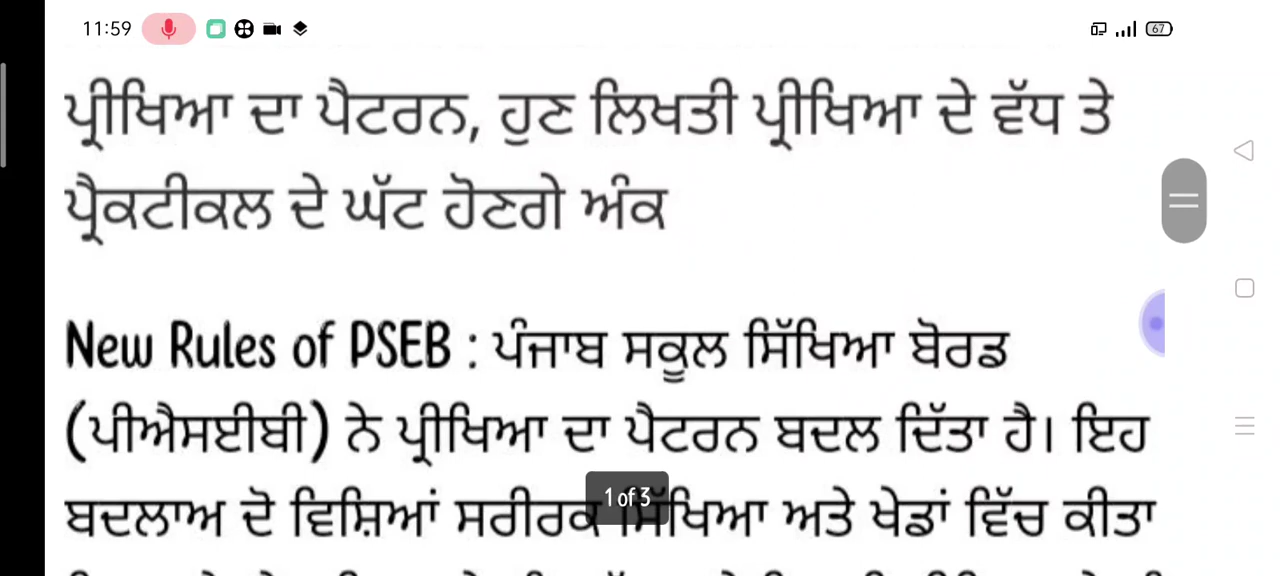 11:59
67
ਪ੍ਰੀਖਿਆ ਦਾ ਪੈਟਰਨ, ਹੁਣ ਲਿਖਤੀ ਪ੍ਰੀਖਿਆ ਦੇ ਵੱਧ ਤੇ
ਪ੍ਰੈਕਟੀਕਲ ਦੇ ਘੱਟ ਹੋਣਗੇ ਅੰਕ
New Rules of PSEB : ਪੰਜਾਬ ਸਕੂਲ ਸਿੱਖਿਆ ਬੋਰਡ
(ਪੀਐਸਈਬੀ) ਨੇ ਪ੍ਰੀਖਿਆ ਦਾ ਪੈਟਰਨ ਬਦਲ ਦਿੱਤਾ ਹੈ। ਇਹ
1 of 3
ਬਦਲਾਅ ਦੋ ਵਿਸ਼ਿਆਂ ਸਰੀਰਕ ਸਿੱਖਿਆ ਅਤੇ ਖੇਡਾਂ ਵਿੱਚ ਕੀਤਾ